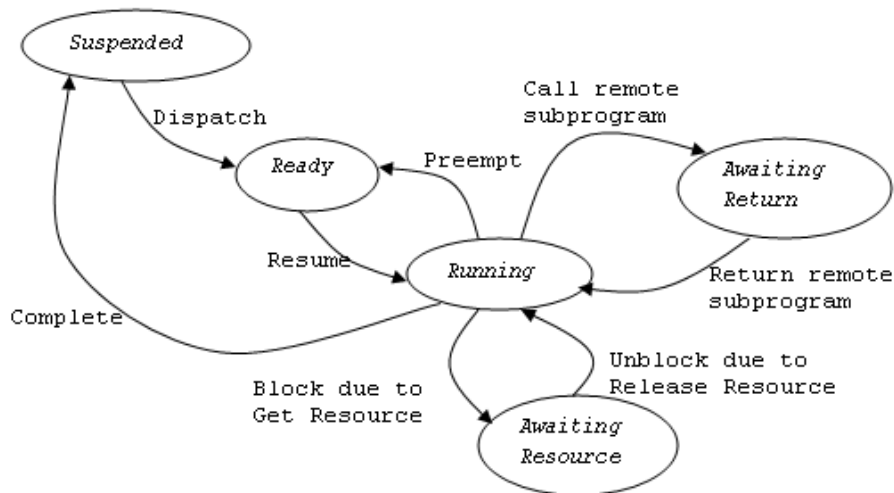 Suspended
Call remote
subprogram
Dispatch
Ready
Preempt
Awaiting
Return
Resume
Running
Return remote
subprogram
Complete
Block due to
Get Resource
Unblock due to
Release Resource
Awaiting
Resource